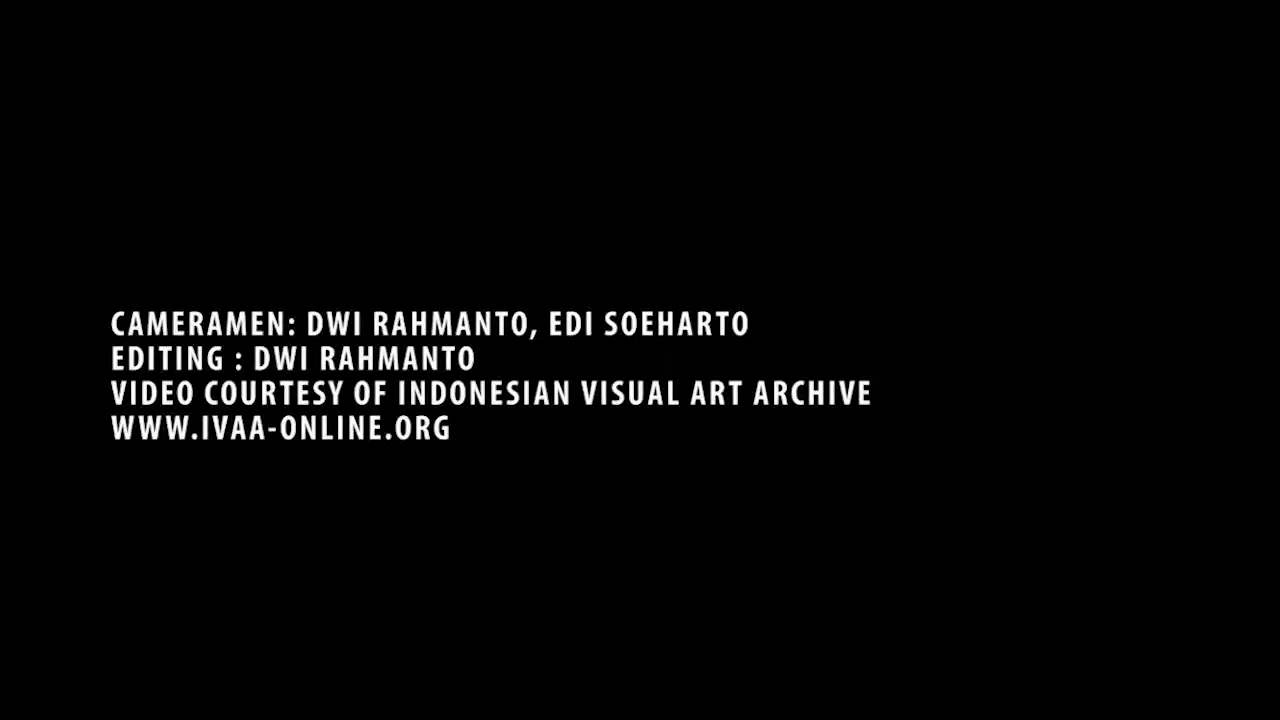 CAMERAMEN: DWI RAHMANTO, EDI SOEHARTO
EDITING : DWI RAHMANTO
VIDEO COURTESY OF INDONESIAN VISUAL ART ARCHIVE
WWW.IVAA-ONLINE.ORG